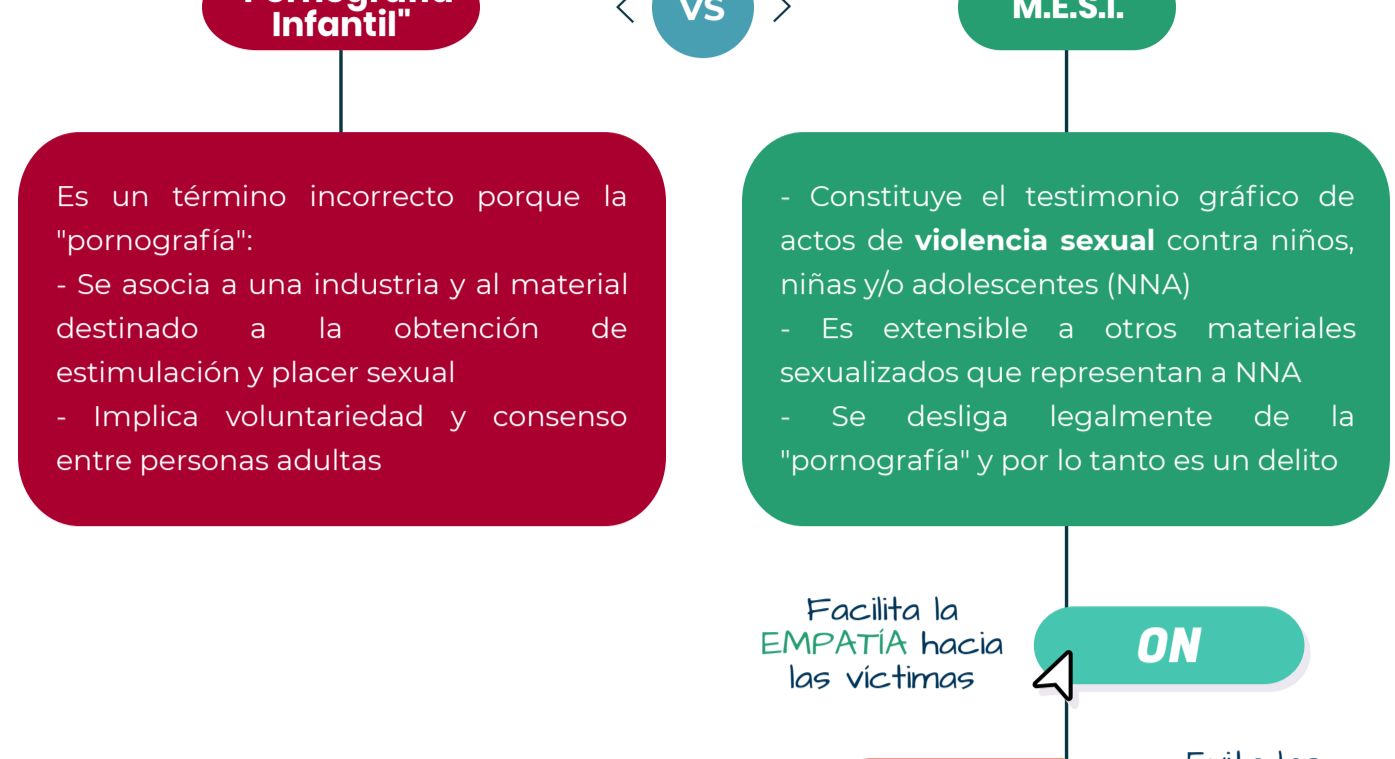 Infantil"
VS
M.E.S.I.
Es un término incorrecto porque la
"pornografía":
- Se asocia a una industria y al material
destinado a la obtención de
estimulación y placer sexual
- Implica voluntariedad y consenso
entre personas adultas
- Constituye el testimonio gráfico de
actos de violencia sexual contra niños,
niñas y/o adolescentes (NNA)
- Es extensible a otros materiales
sexualizados que representan a NNA
- Se desliga legalmente de la
"pornografía" y por lo tanto es un delito
Facilita la
EMPATÍA hacia
las víctimas
ON